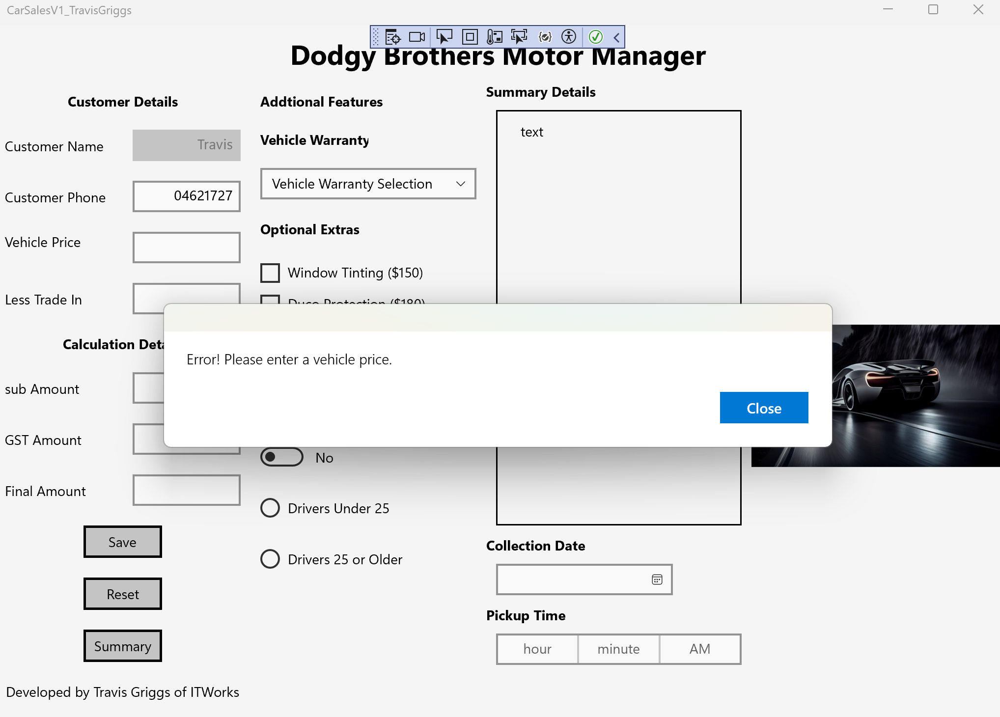 CarSalesV1_TravisGriggs
Dodgy Brothers Motor Manager
Customer Details
Customer Name
Travis
Customer Phone
04621727
Vehicle Price
Less Trade In
Calculation Deta
sub Amount
GST Amount
Final Amount
Save
Reset
Summary
Developed by Travis Griggs of ITWorks
Addtional Features
Vehicle Warranty
Vehicle Warranty Selection
Optional Extras
Window Tinting ($150)
Duco Protection ($180)
No
Drivers Under 25
Drivers 25 or Older
Summary Details
text
Error! Please enter a vehicle price.
Close
Collection Date
Pickup Time
hour minute AM